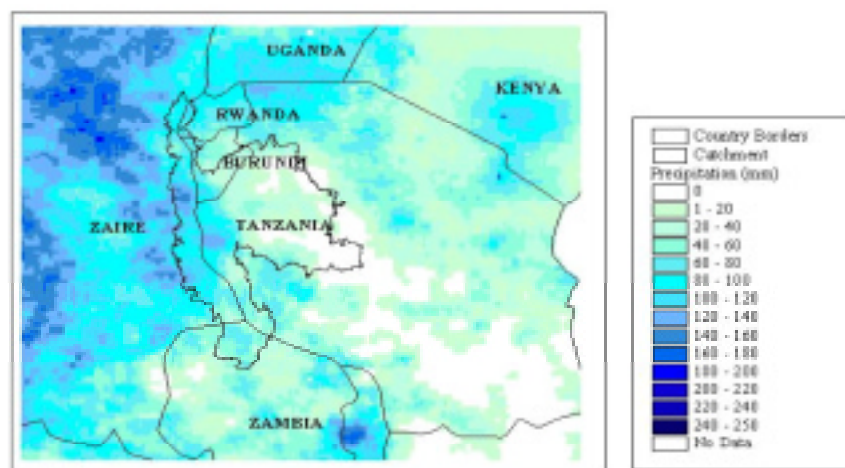 UGANDA
KENYA
RWANDA
BURUNDI
ZAIRE
TANZANIA
ZAMBIA
Country Borders
Catchment
Precipitation (mm)
0
1 - 20
20 - 40
40 - 60
60 - 80
80 - 100
100 - 120
120 - 140
140 - 160
160 - 180
180 - 200
200 - 220
220 - 240
240 - 250
No Data